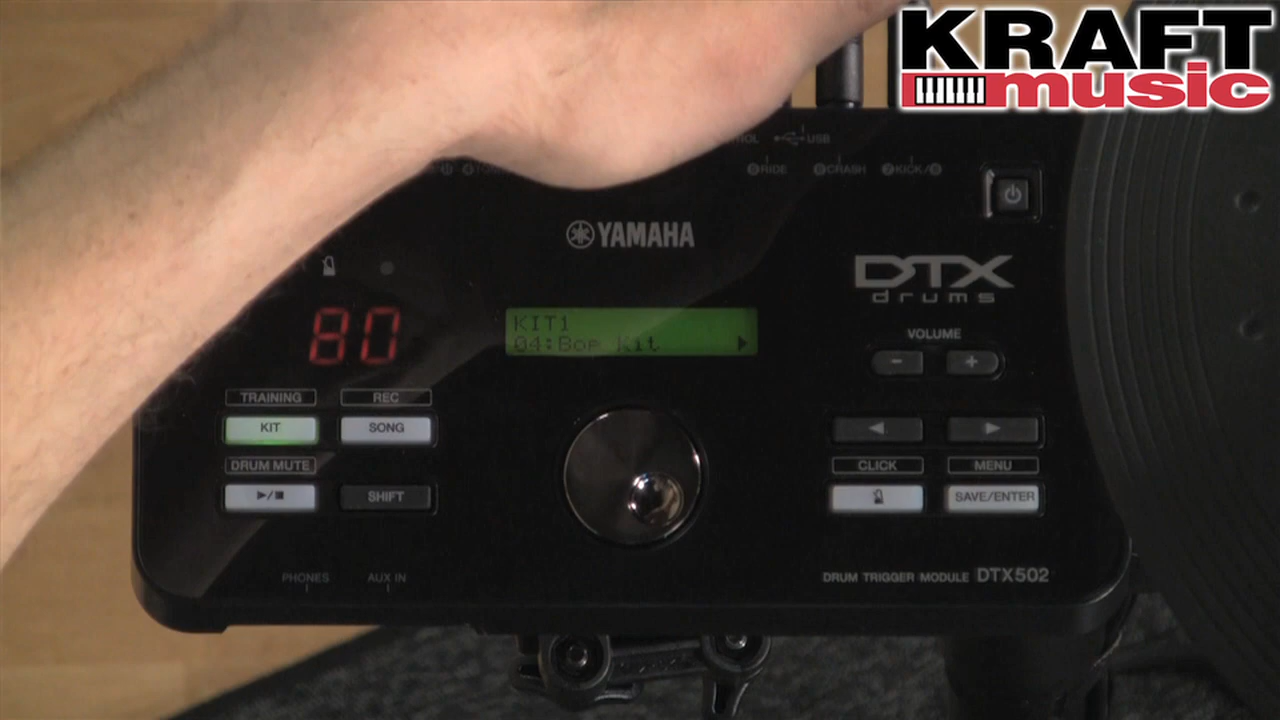 KRAFT
music
USB
RIDE CRASH KICK/
YAMAHA
DTX
drums
80
KIT1
04:Bop Kit
VOLUME
- +
TRAINING REC
KIT SONG
DRUM MUTE
SHIFT
CLICK MENU
SAVE/ENTER
PHONES AUX IN
DRUM TRIGGER MODULE DTX502